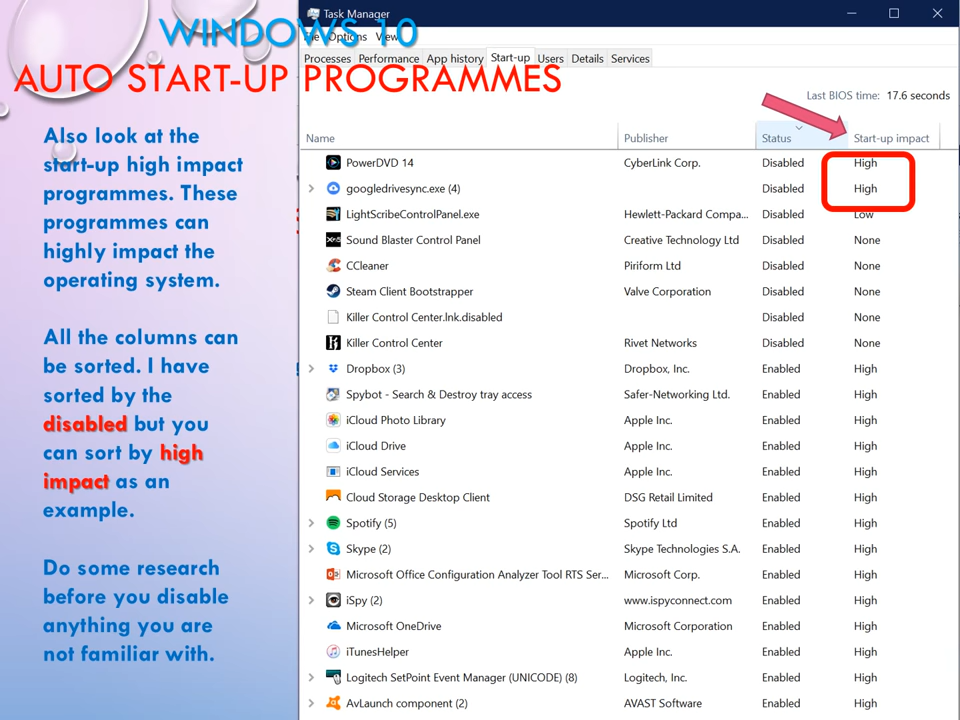 WINDOWS 10
AUTO START-UP PROGRAMMES
Also look at the
start-up high impact
programmes. These
programmes can
highly impact the
operating system.
All the columns can
be sorted. I have
sorted by the
disabled but you
can sort by high
impact as an
example.
Do some research
before you disable
anything you are
not familiar with.
Task Manager
File Options View
Processes Performance App history Start-up Users Details Services
Last BIOS time: 17.6 seconds
Name Publisher Status Start-up impact
PowerDVD 14 CyberLink Corp. Disabled High
googledrivesync.exe (4) Disabled High
LightScribeControlPanel.exe Hewlett-Packard Compa... Disabled Low
Sound Blaster Control Panel Creative Technology Ltd Disabled None
CCleaner Piriform Ltd Disabled None
Steam Client Bootstrapper Valve Corporation Disabled None
Killer Control Center.lnk.disabled Disabled None
Killer Control Center Rivet Networks Disabled None
Dropbox (3) Dropbox, Inc. Enabled High
Spybot - Search & Destroy tray access Safer-Networking Ltd. Enabled High
iCloud Photo Library Apple Inc. Enabled High
iCloud Drive Apple Inc. Enabled High
iCloud Services Apple Inc. Enabled High
Cloud Storage Desktop Client DSG Retail Limited Enabled High
Spotify (5) Spotify Ltd Enabled High
Skype (2) Skype Technologies S.A. Enabled High
Microsoft Office Configuration Analyzer Tool RTS Ser... Microsoft Corp. Enabled High
iSpy (2) www.ispyconnect.com Enabled High
Microsoft OneDrive Microsoft Corporation Enabled High
iTunesHelper Apple Inc. Enabled High
Logitech SetPoint Event Manager (UNICODE) (8) Logitech, Inc. Enabled High
AvLaunch component (2) AVAST Software Enabled High